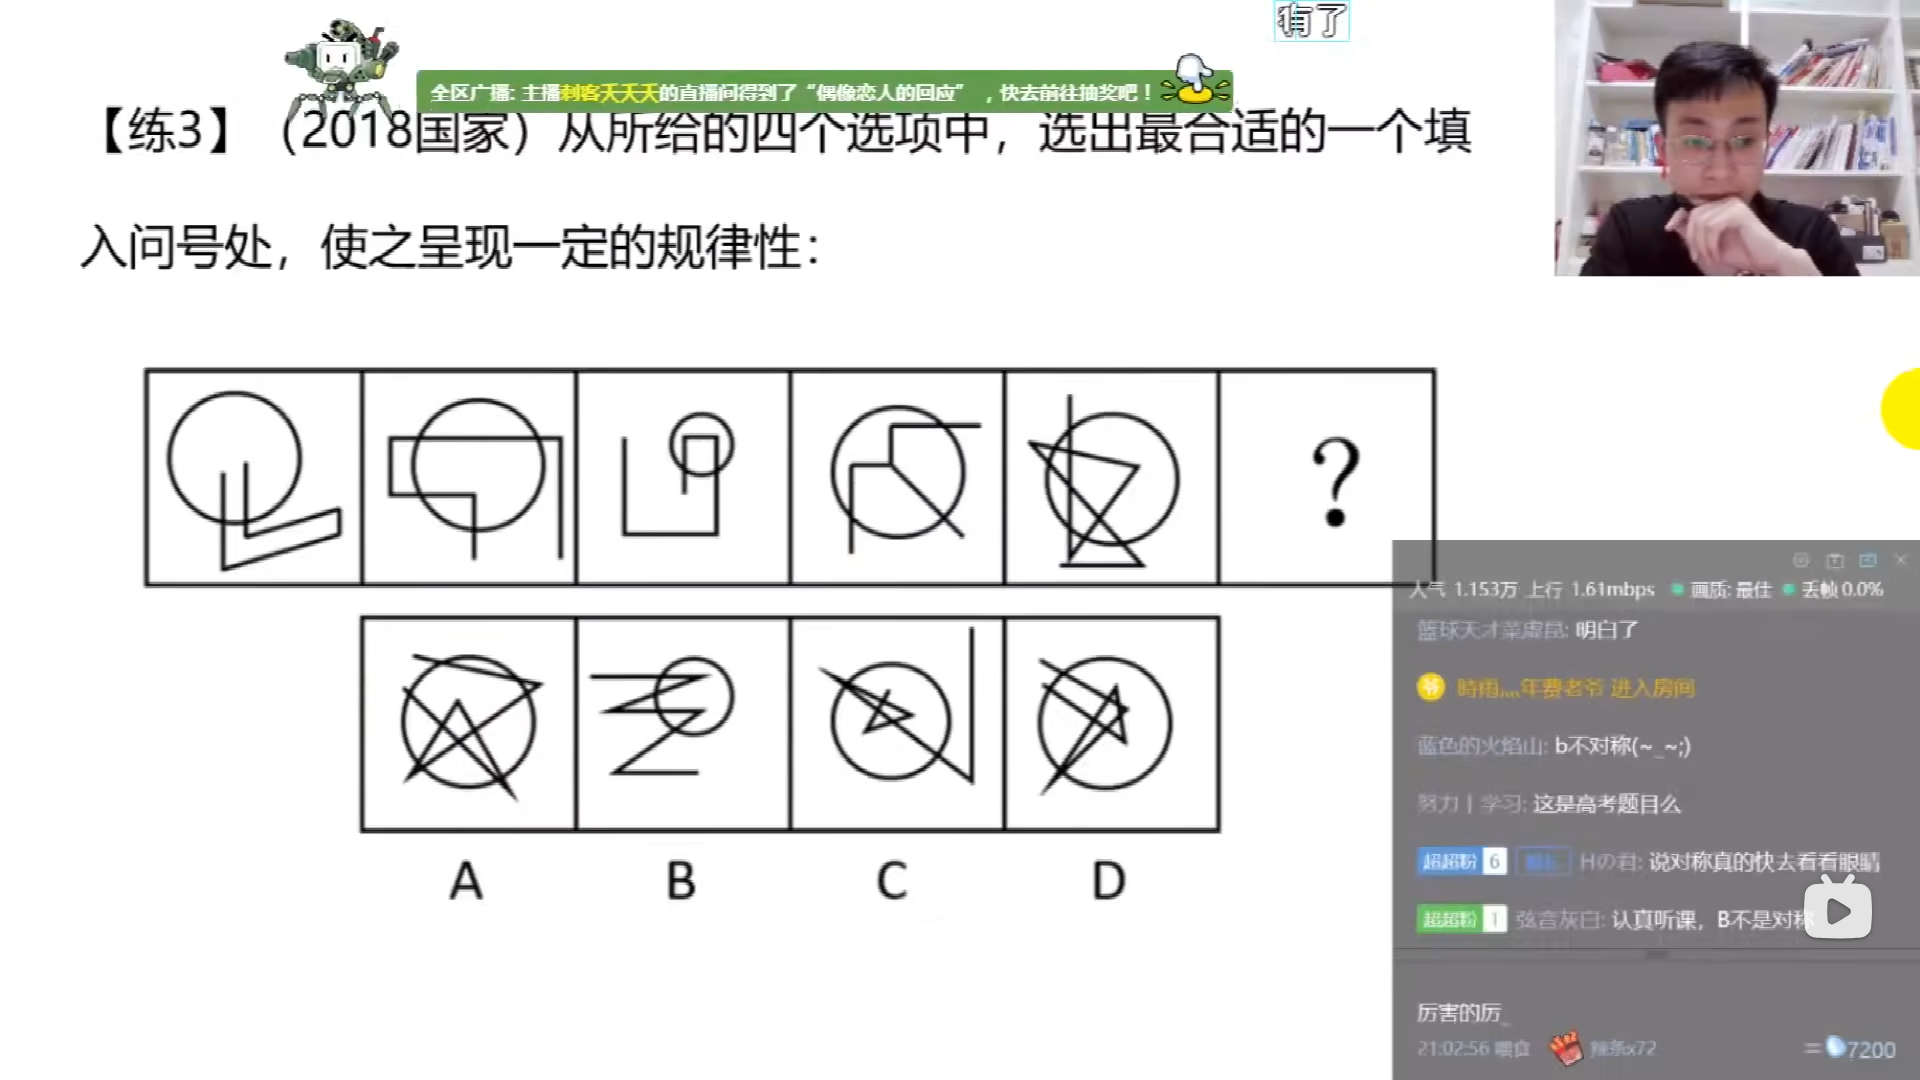 有了
全区广播: 主播刺客夭夭夭的直播间得到了“偶像恋人的回应”，快去前往抽奖吧！
【练3】（2018国家）从所给的四个选项中，选出最合适的一个填
入问号处，使之呈现一定的规律性：
?
A B C D
人气 1.153万 上行 1.61mbps 画质: 最佳 丢帧 0.0%
篮球天才菜虚昆: 明白了
爷 時雨灬年费老爷 进入房间
蓝色的火焰山: b不对称(~_~;)
努力丨学习: 这是高考题目么
超超粉 6 Hの君: 说对称真的快去看看眼睛
超超粉 1 弦音灰白: 认真听课，B不是对称
厉害的厉_
21:02:56 喂食 辣条x72 = 7200